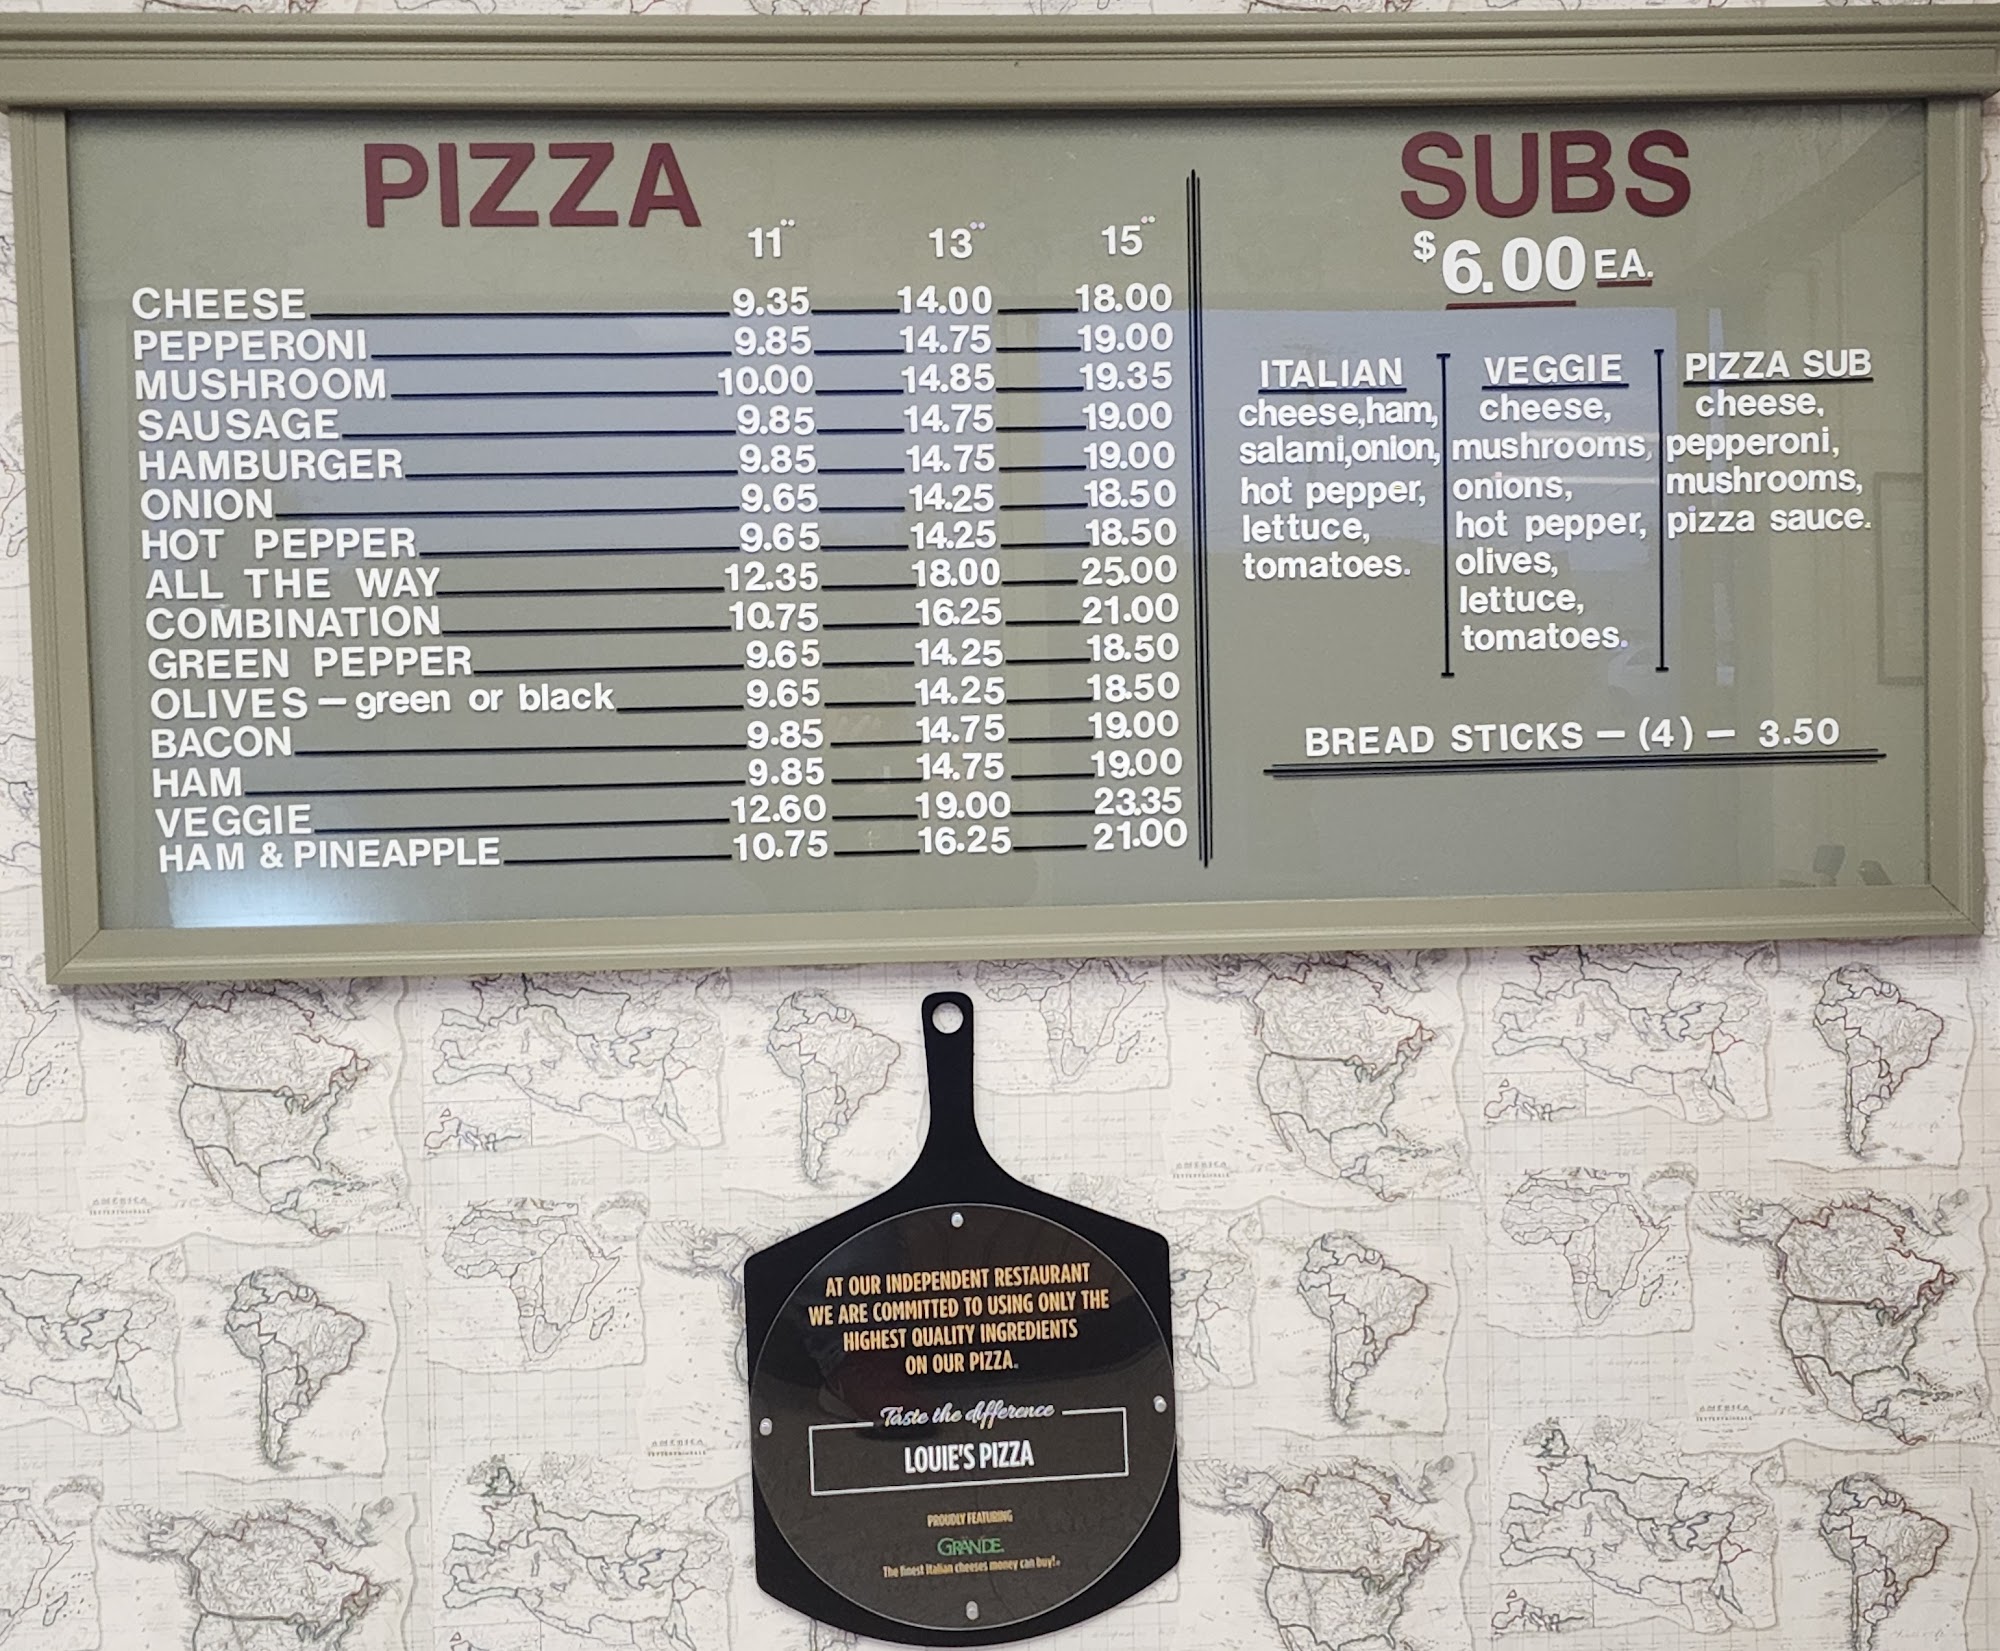 PIZZA
11" 13" 15"
CHEESE 9.35 14.00 18.00
PEPPERONI 9.85 14.75 19.00
MUSHROOM 10.00 14.85 19.35
SAUSAGE 9.85 14.75 19.00
HAMBURGER 9.85 14.75 19.00
ONION 9.65 14.25 18.50
HOT PEPPER 9.65 14.25 18.50
ALL THE WAY 12.35 18.00 25.00
COMBINATION 10.75 16.25 21.00
GREEN PEPPER 9.65 14.25 18.50
OLIVES — green or black 9.65 14.25 18.50
BACON 9.85 14.75 19.00
HAM 9.85 14.75 19.00
VEGGIE 12.60 19.00 23.35
HAM & PINEAPPLE 10.75 16.25 21.00
SUBS
$6.00 EA.
ITALIAN
cheese,ham,
salami,onion,
hot pepper,
lettuce,
tomatoes.
VEGGIE
cheese,
mushrooms,
onions,
hot pepper,
olives,
lettuce,
tomatoes.
PIZZA SUB
cheese,
pepperoni,
mushrooms,
pizza sauce.
BREAD STICKS — (4) — 3.50
AT OUR INDEPENDENT RESTAURANT
WE ARE COMMITTED TO USING ONLY THE
HIGHEST QUALITY INGREDIENTS
ON OUR PIZZA.
Taste the difference
LOUIE'S PIZZA
PROUDLY FEATURING
GRANDE
The finest Italian cheeses money can buy!